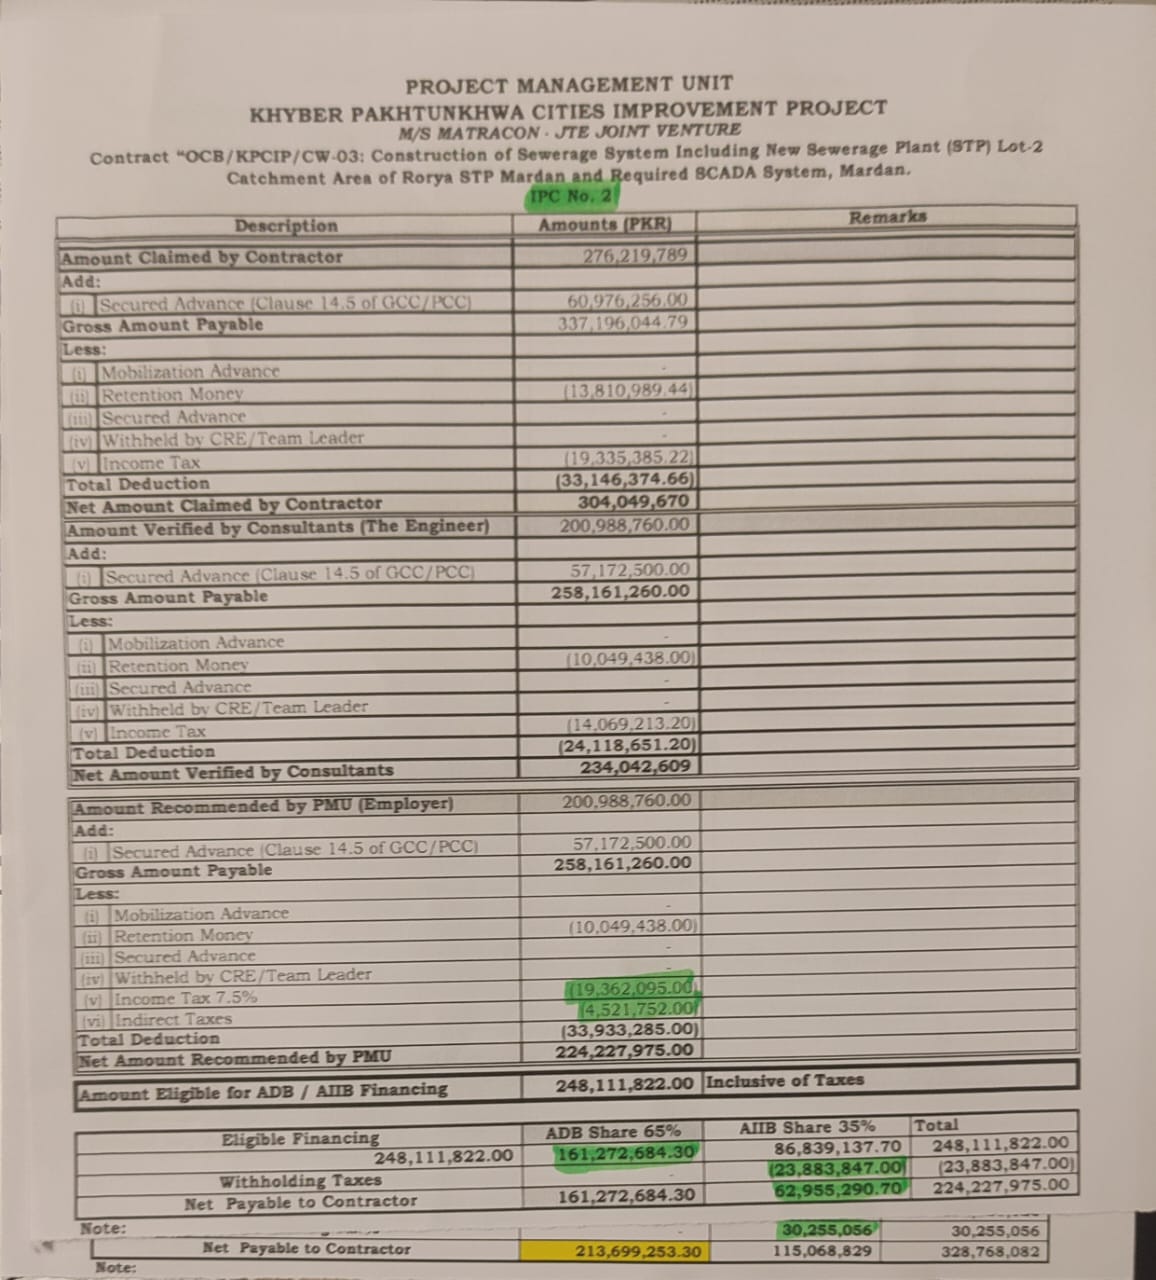 PROJECT MANAGEMENT UNIT
KHYBER PAKHTUNKHWA CITIES IMPROVEMENT PROJECT
M/S MATRACON - JTE JOINT VENTURE
Contract "OCB/KPCIP/CW-03: Construction of Sewerage System Including New Sewerage Plant (STP) Lot-2
Catchment Area of Rorya STP Mardan and Required SCADA System, Mardan.
IPC No. 2
Description Amounts (PKR) Remarks
Amount Claimed by Contractor 276,219,789
Add:
(i) Secured Advance (Clause 14.5 of GCC/PCC) 60,976,256.00
Gross Amount Payable 337,196,044.79
Less:
(i) Mobilization Advance -
(ii) Retention Money (13,810,989.44)
(iii) Secured Advance -
(iv) Withheld by CRE/Team Leader -
(v) Income Tax (19,335,385.22)
Total Deduction (33,146,374.66)
Net Amount Claimed by Contractor 304,049,670
Amount Verified by Consultants (The Engineer) 200,988,760.00
Add:
(i) Secured Advance (Clause 14.5 of GCC/PCC) 57,172,500.00
Gross Amount Payable 258,161,260.00
Less:
(i) Mobilization Advance -
(ii) Retention Money (10,049,438.00)
(iii) Secured Advance -
(iv) Withheld by CRE/Team Leader -
(v) Income Tax (14,069,213.20)
Total Deduction (24,118,651.20)
Net Amount Verified by Consultants 234,042,609
Amount Recommended by PMU (Employer) 200,988,760.00
Add:
(i) Secured Advance (Clause 14.5 of GCC/PCC) 57,172,500.00
Gross Amount Payable 258,161,260.00
Less:
(i) Mobilization Advance -
(ii) Retention Money (10,049,438.00)
(iii) Secured Advance -
(iv) Withheld by CRE/Team Leader -
(v) Income Tax 7.5% (19,362,095.00)
(vi) Indirect Taxes (4,521,752.00)
Total Deduction (33,933,285.00)
Net Amount Recommended by PMU 224,227,975.00
Amount Eligible for ADB / AIIB Financing 248,111,822.00 Inclusive of Taxes
Eligible Financing ADB Share 65% AIIB Share 35% Total
248,111,822.00 161,272,684.30 86,839,137.70 248,111,822.00
Withholding Taxes - (23,883,847.00) (23,883,847.00)
Net Payable to Contractor 161,272,684.30 62,955,290.70 224,227,975.00
Note: - 30,255,056 30,255,056
Net Payable to Contractor 213,699,253.30 115,068,829 328,768,082
Note: